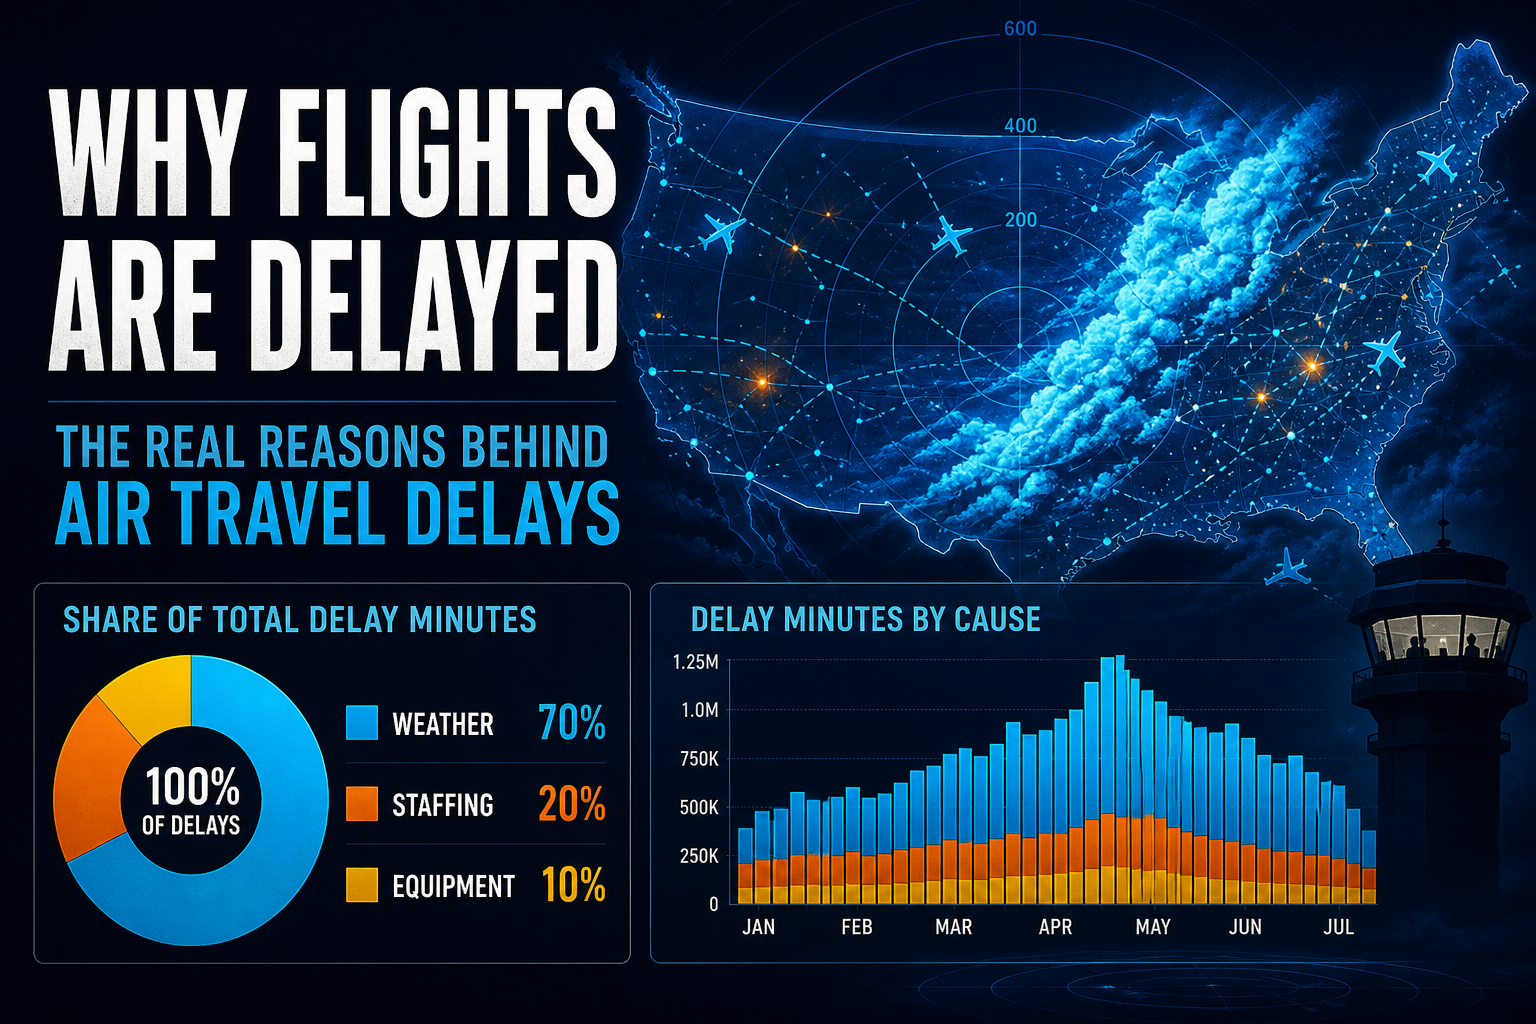 WHY FLIGHTS
ARE DELAYED
THE REAL REASONS BEHIND
AIR TRAVEL DELAYS
600
400
200
SHARE OF TOTAL DELAY MINUTES
100%
OF DELAYS
WEATHER 70%
STAFFING 20%
EQUIPMENT 10%
DELAY MINUTES BY CAUSE
1.25M
1.0M
750K
500K
250K
0
JAN FEB MAR APR MAY JUN JUL